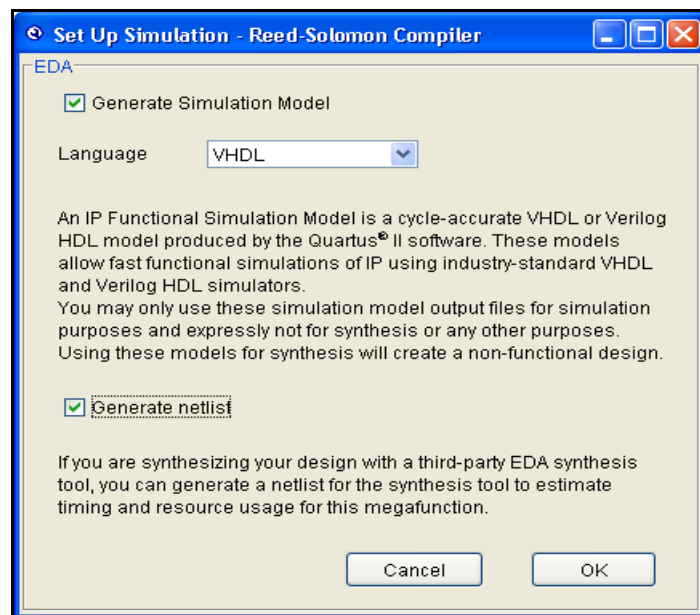 Set Up Simulation - Reed-Solomon Compiler
EDA
Generate Simulation Model
Language VHDL
An IP Functional Simulation Model is a cycle-accurate VHDL or Verilog
HDL model produced by the Quartus® II software. These models
allow fast functional simulations of IP using industry-standard VHDL
and Verilog HDL simulators.
You may only use these simulation model output files for simulation
purposes and expressly not for synthesis or any other purposes.
Using these models for synthesis will create a non-functional design.
Generate netlist
If you are synthesizing your design with a third-party EDA synthesis
tool, you can generate a netlist for the synthesis tool to estimate
timing and resource usage for this megafunction.
Cancel OK